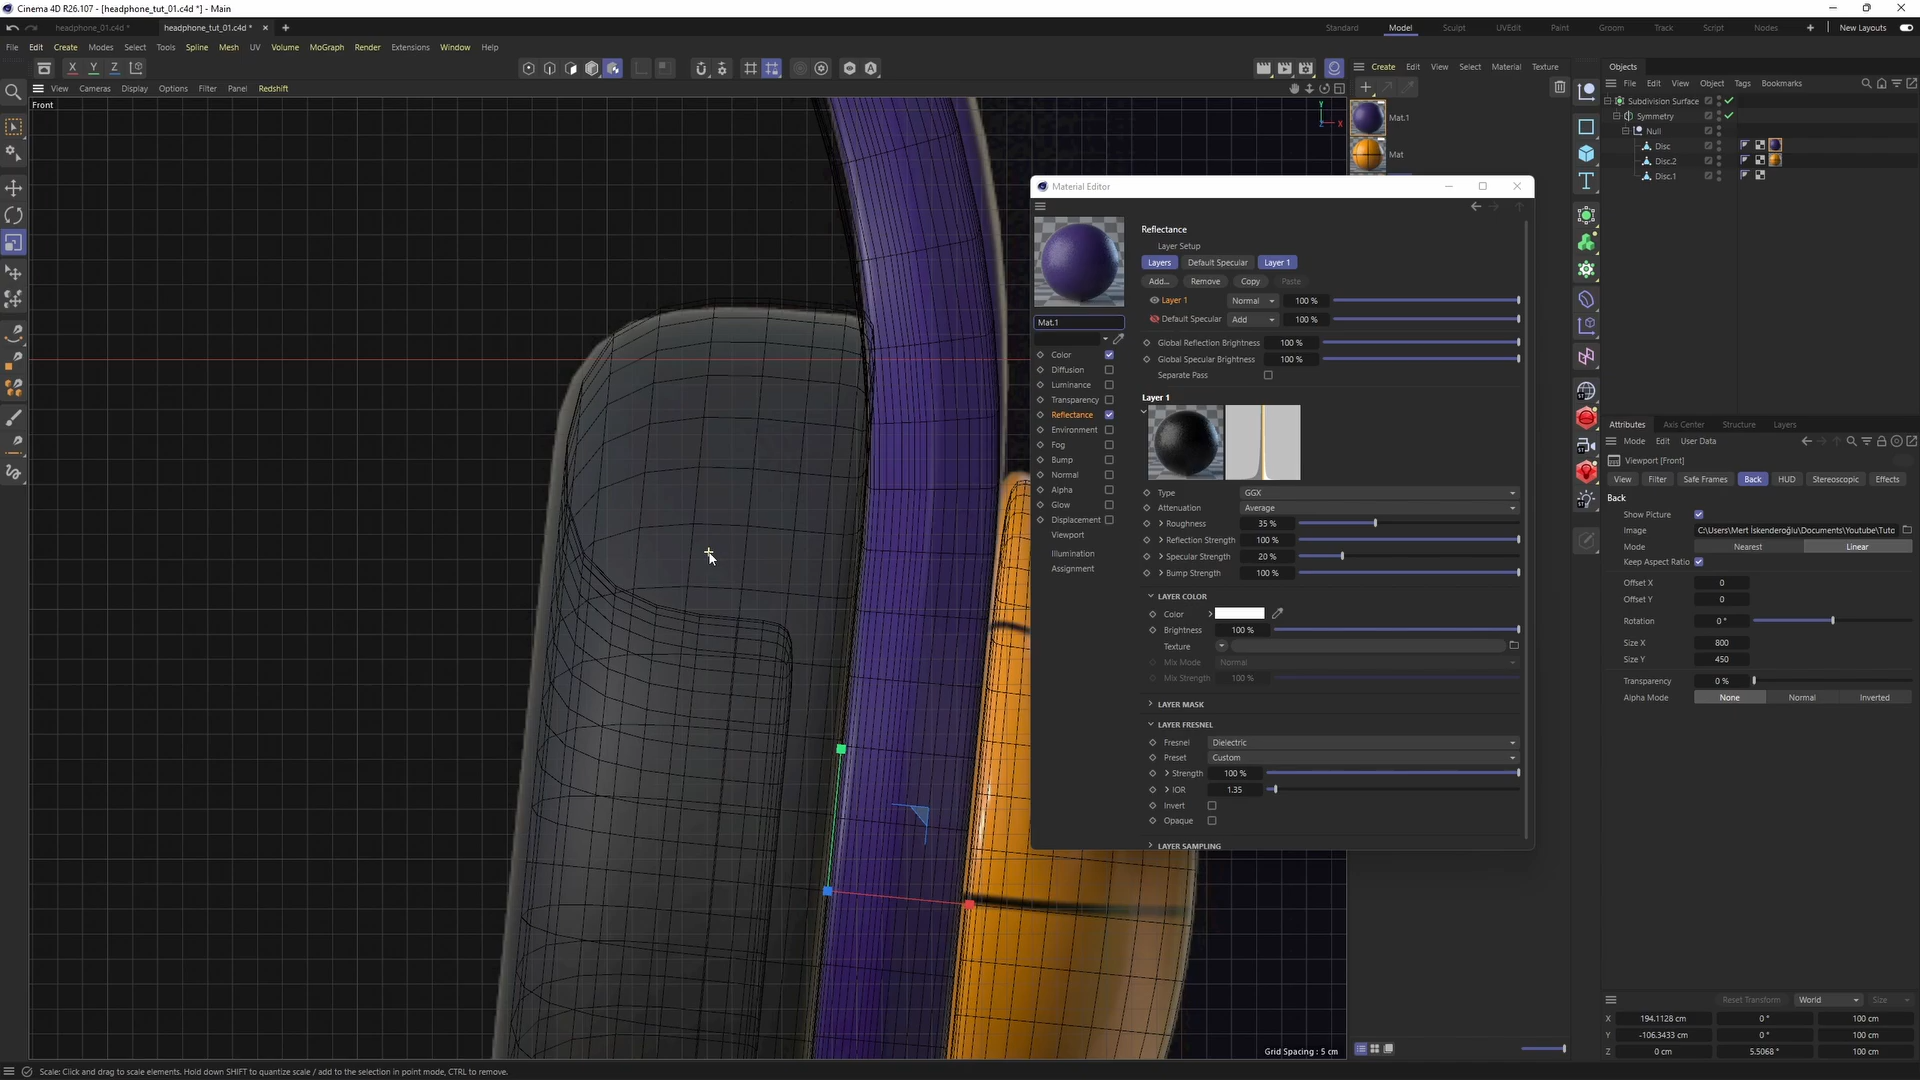 Cinema 4D R26.107 - [headphone_tut_01.c4d *] - Main
headphone_01.c4d *
headphone_tut_01.c4d *
Standard Model Sculpt UVEdit Paint Groom Track Script Nodes New Layouts
File Edit Create Modes Select Tools Spline Mesh UV Volume MoGraph Render Extensions Window Help
X Y Z
View Cameras Display Options Filter Panel Redshift
Front
Y
X
Z
Create Edit View Select Material Texture
Mat.1
Mat
Material Editor
Mat.1
Color
Diffusion
Luminance
Transparency
Reflectance
Environment
Fog
Bump
Normal
Alpha
Glow
Displacement
Viewport
Illumination
Assignment
Reflectance
Layer Setup
Layers Default Specular Layer 1
Add... Remove Copy Paste
Layer 1 Normal 100 %
Default Specular Add 100 %
Global Reflection Brightness 100 %
Global Specular Brightness 100 %
Separate Pass
Layer 1
Type GGX
Attenuation Average
Roughness 35 %
Reflection Strength 100 %
Specular Strength 20 %
Bump Strength 100 %
LAYER COLOR
Color
Brightness 100 %
Texture
Mix Mode Normal
Mix Strength 100 %
LAYER MASK
LAYER FRESNEL
Fresnel Dielectric
Preset Custom
Strength 100 %
IOR 1.35
Invert
Opaque
LAYER SAMPLING
Grid Spacing : 5 cm
Objects
File Edit View Object Tags Bookmarks
Subdivision Surface
Symmetry
Null
Disc
Disc.2
Disc.1
Attributes Axis Center Structure Layers
Mode Edit User Data
Viewport [Front]
View Filter Safe Frames Back HUD Stereoscopic Effects
Back
Show Picture
Image C:\Users\Mert İskenderoğlu\Documents\Youtube\Tutc
Mode Nearest Linear
Keep Aspect Ratio
Offset X 0
Offset Y 0
Rotation 0 °
Size X 800
Size Y 450
Transparency 0 %
Alpha Mode None Normal Inverted
Reset Transform World Size
X 194.1128 cm 0 ° 100 cm
Y -106.3433 cm 0 ° 100 cm
Z 0 cm 5.5068 ° 100 cm
Scale: Click and drag to scale elements. Hold down SHIFT to quantize scale / add to the selection in point mode, CTRL to remove.